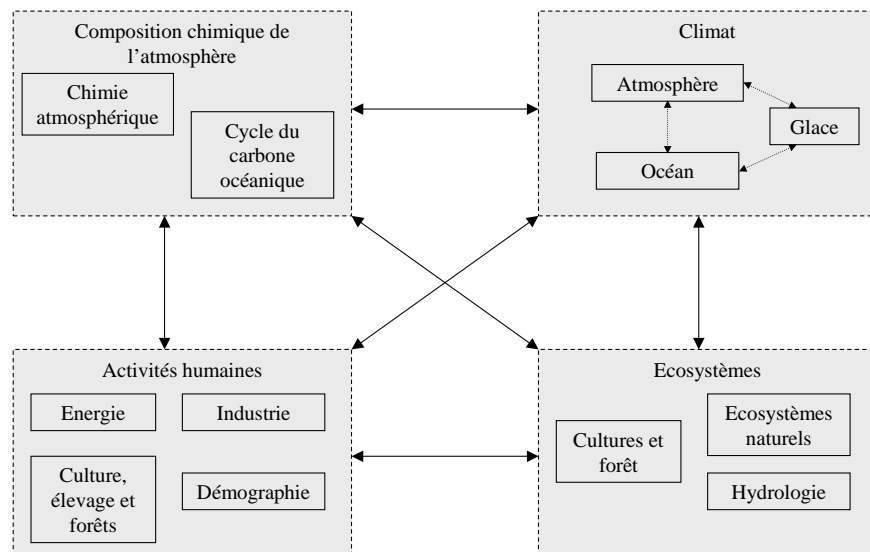 Composition chimique de
l’atmosphère
Chimie
atmosphérique
Cycle du
carbone
océanique
Climat
Atmosphère
Glace
Océan
Activités humaines
Energie
Industrie
Culture,
élevage et
forêts
Démographie
Ecosystèmes
Cultures et
forêt
Ecosystèmes
naturels
Hydrologie